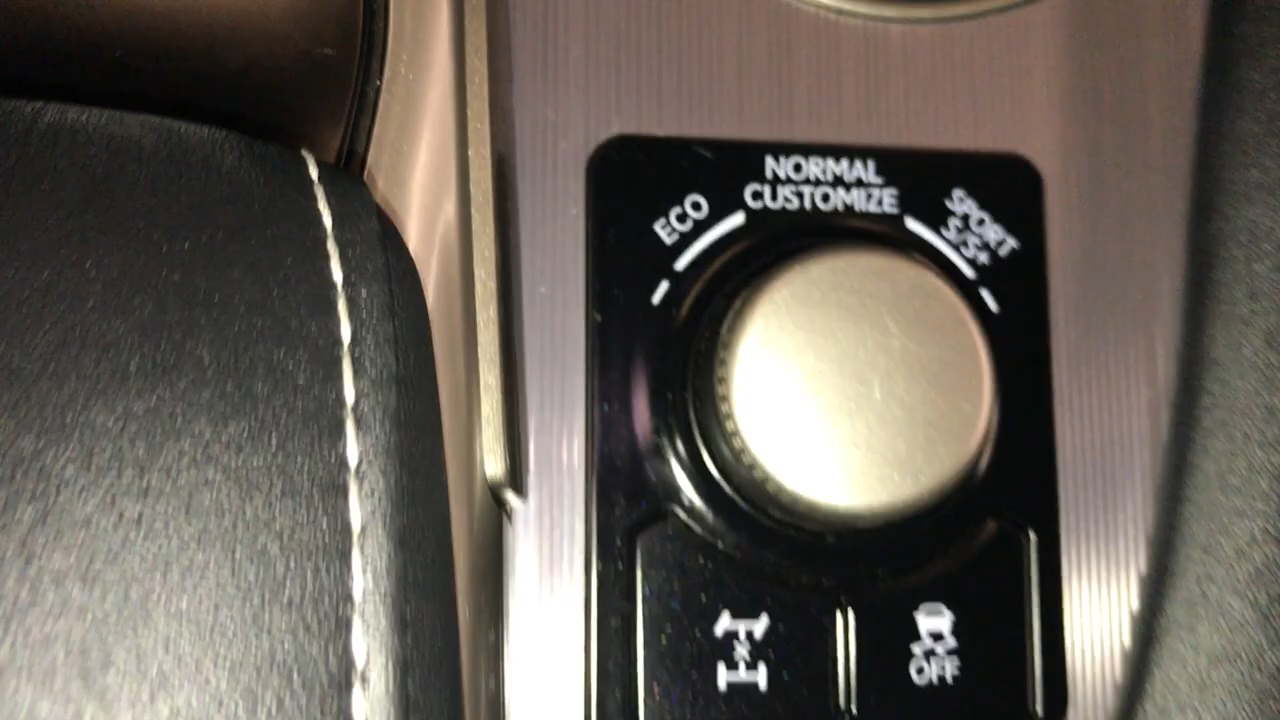 NORMAL
CUSTOMIZE
ECO
SPORT
S/S+
OFF